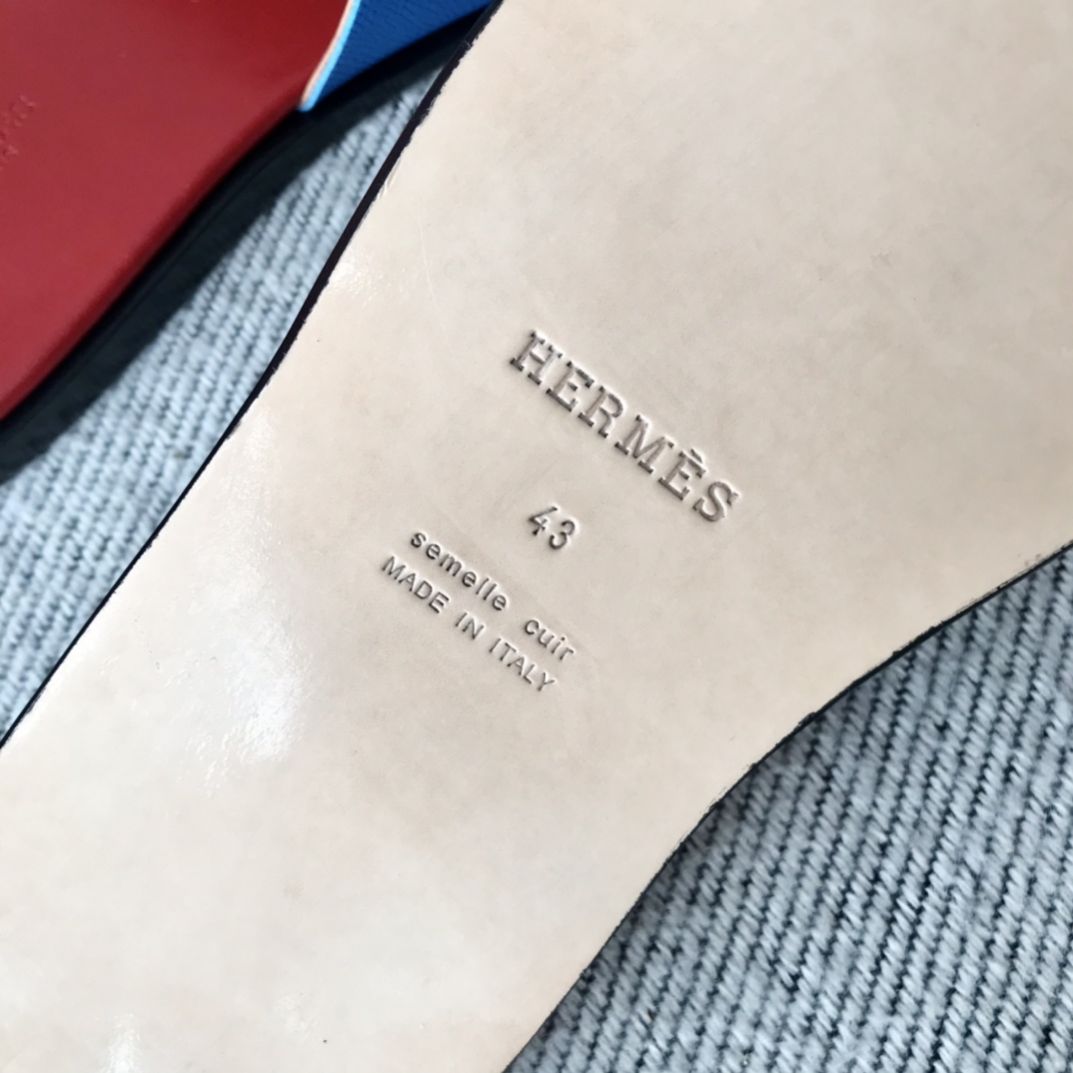 HERMÈS
43
semelle cuir
MADE IN ITALY